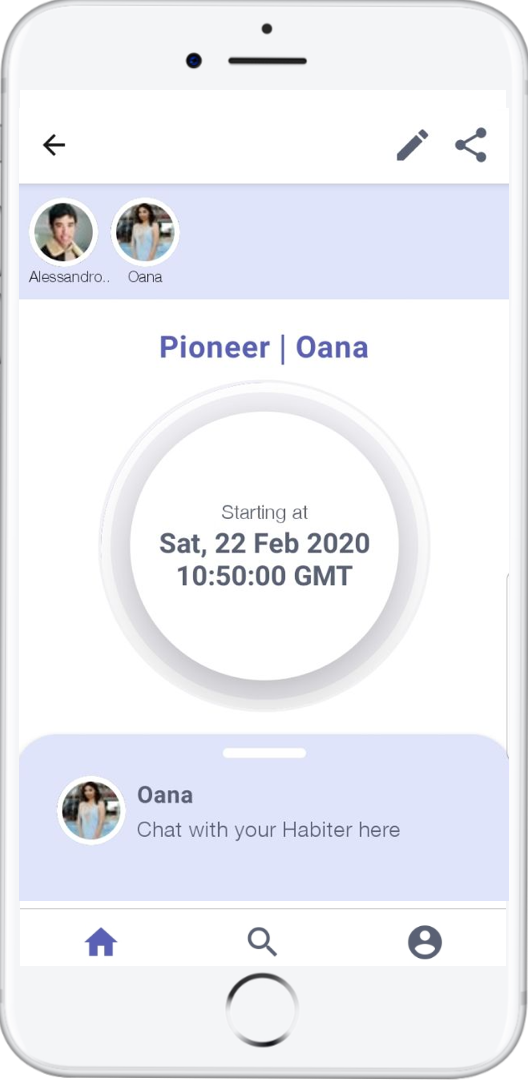 Alessandro..
Oana
Pioneer | Oana
Starting at
Sat, 22 Feb 2020
10:50:00 GMT
Oana
Chat with your Habiter here